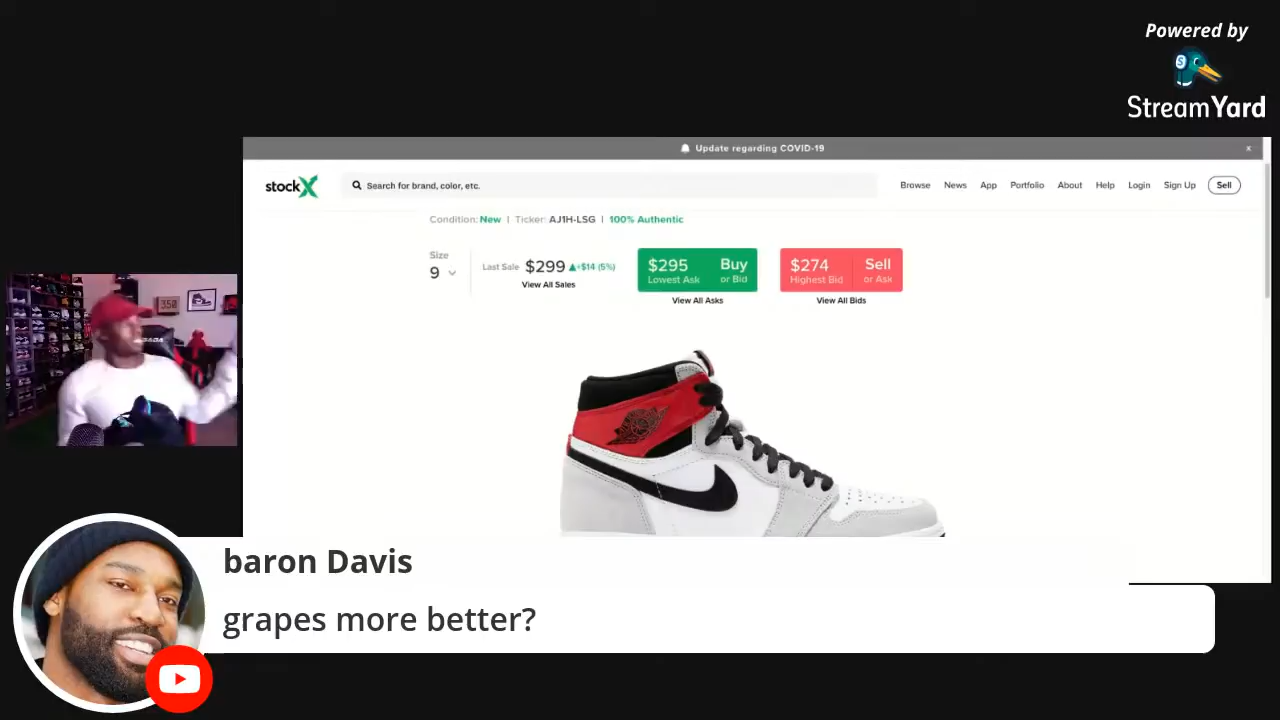 Powered by
StreamYard
Update regarding COVID-19 x
stockX Search for brand, color, etc. Browse News App Portfolio About Help Login Sign Up Sell
Condition: New | Ticker: AJ1H-LSG | 100% Authentic
Size
9
Last Sale $299 ▲+$14 (5%)
View All Sales
$295 Buy
Lowest Ask or Bid
View All Asks
$274 Sell
Highest Bid or Ask
View All Bids
350
baron Davis
grapes more better?